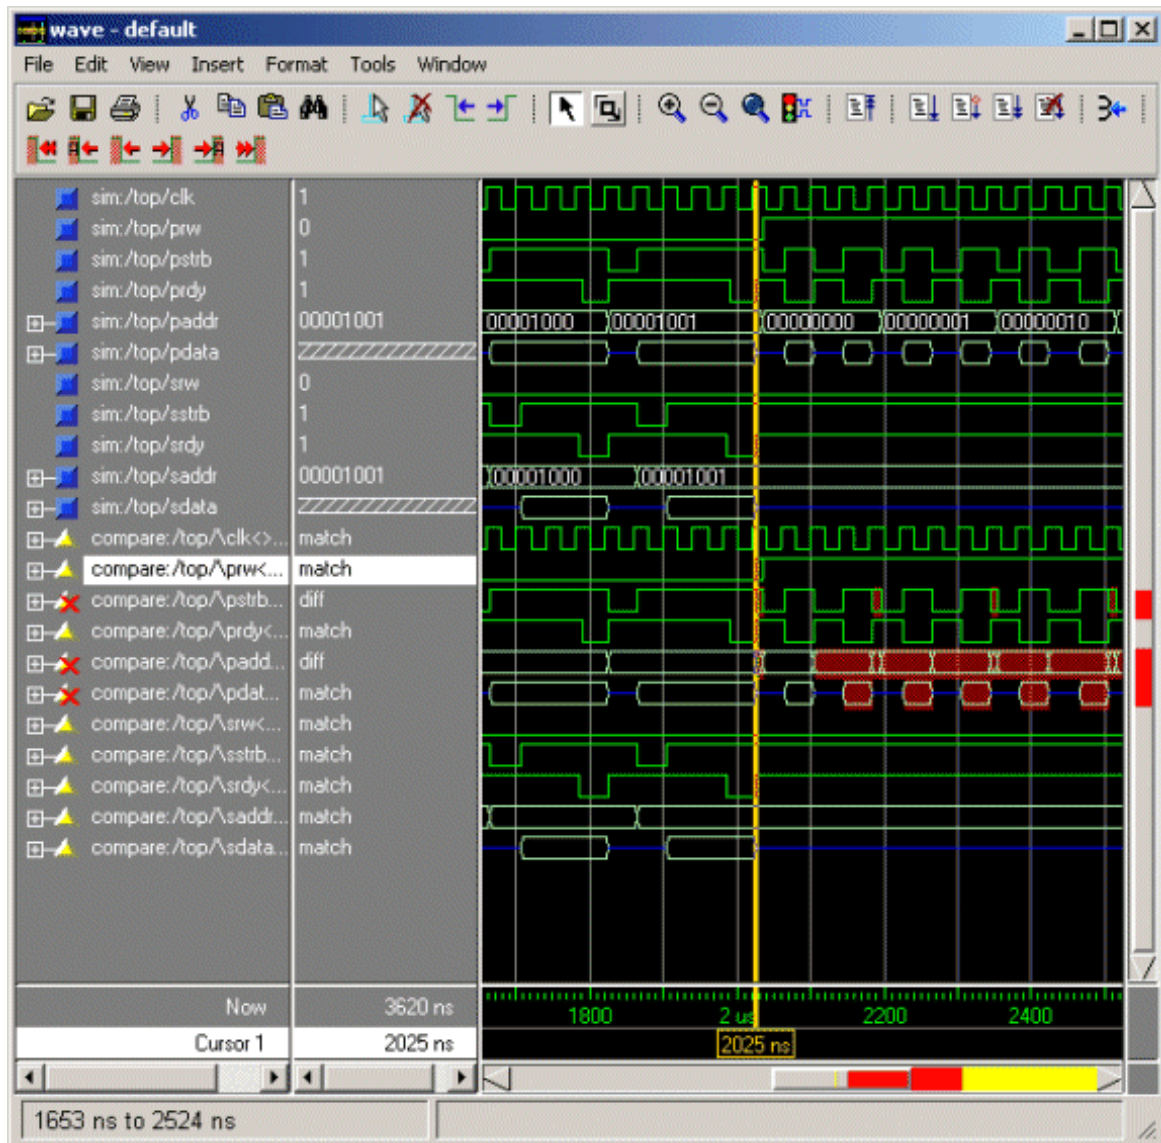 wave - default
File Edit View Insert Format Tools Window
sim:/top/clk 1
sim:/top/prw 0
sim:/top/pstrb 1
sim:/top/prdy 1
sim:/top/paddr 00001001 00001000 00001001 00000000 00000001 00000010
sim:/top/pdata
sim:/top/srw 0
sim:/top/sstrb 1
sim:/top/srdy 1
sim:/top/saddr 00001001 00001000 00001001
sim:/top/sdata
compare:/top/\clk<>... match
compare:/top/\prw<... match
compare:/top/\pstrb... diff
compare:/top/\prdy<... match
compare:/top/\padd... diff
compare:/top/\pdat... match
compare:/top/\srw<... match
compare:/top/\sstrb... match
compare:/top/\srdy<... match
compare:/top/\saddr... match
compare:/top/\sdata... match
Now 3620 ns 1800 2 us 2200 2400
Cursor 1 2025 ns 2025 ns
1653 ns to 2524 ns